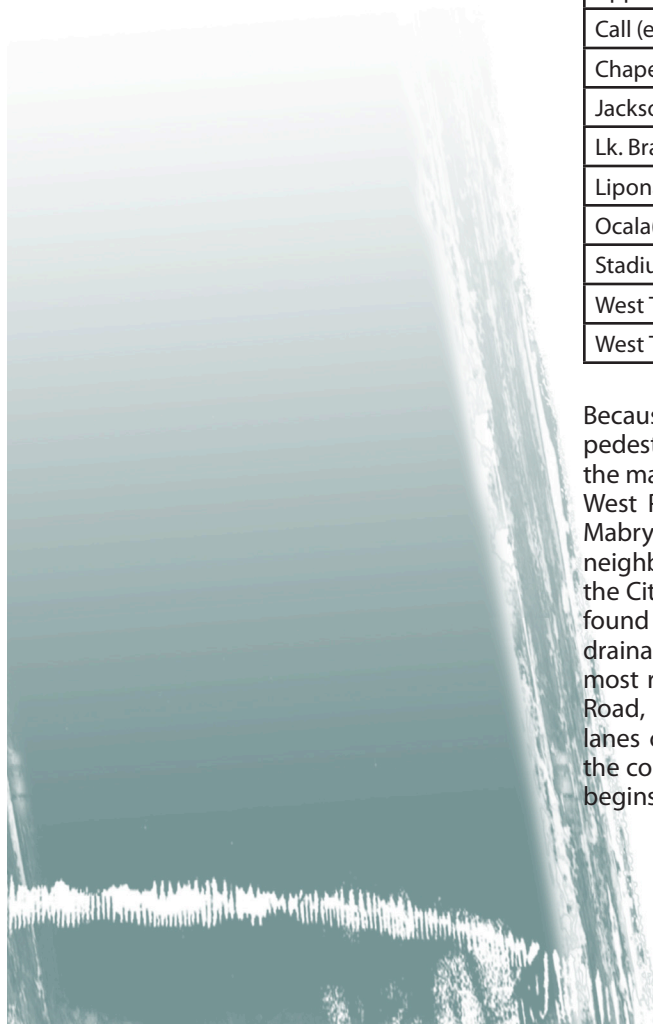 Call (e
Chape
Jackso
Lk. Bra
Lipon
Ocala
Stadiu
West T
West T
Becaus
pedest
the ma
West P
Mabry
neighb
the Cit
found
draina
most r
Road,
lanes
the co
begins